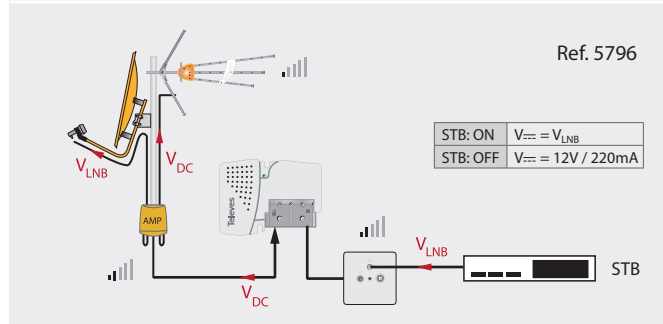 Ref. 5796
STB: ON V⎓ = VLNB
STB: OFF V⎓ = 12V / 220mA
VLNB
VDC
AMP
Televes
VLNB
STB
VDC